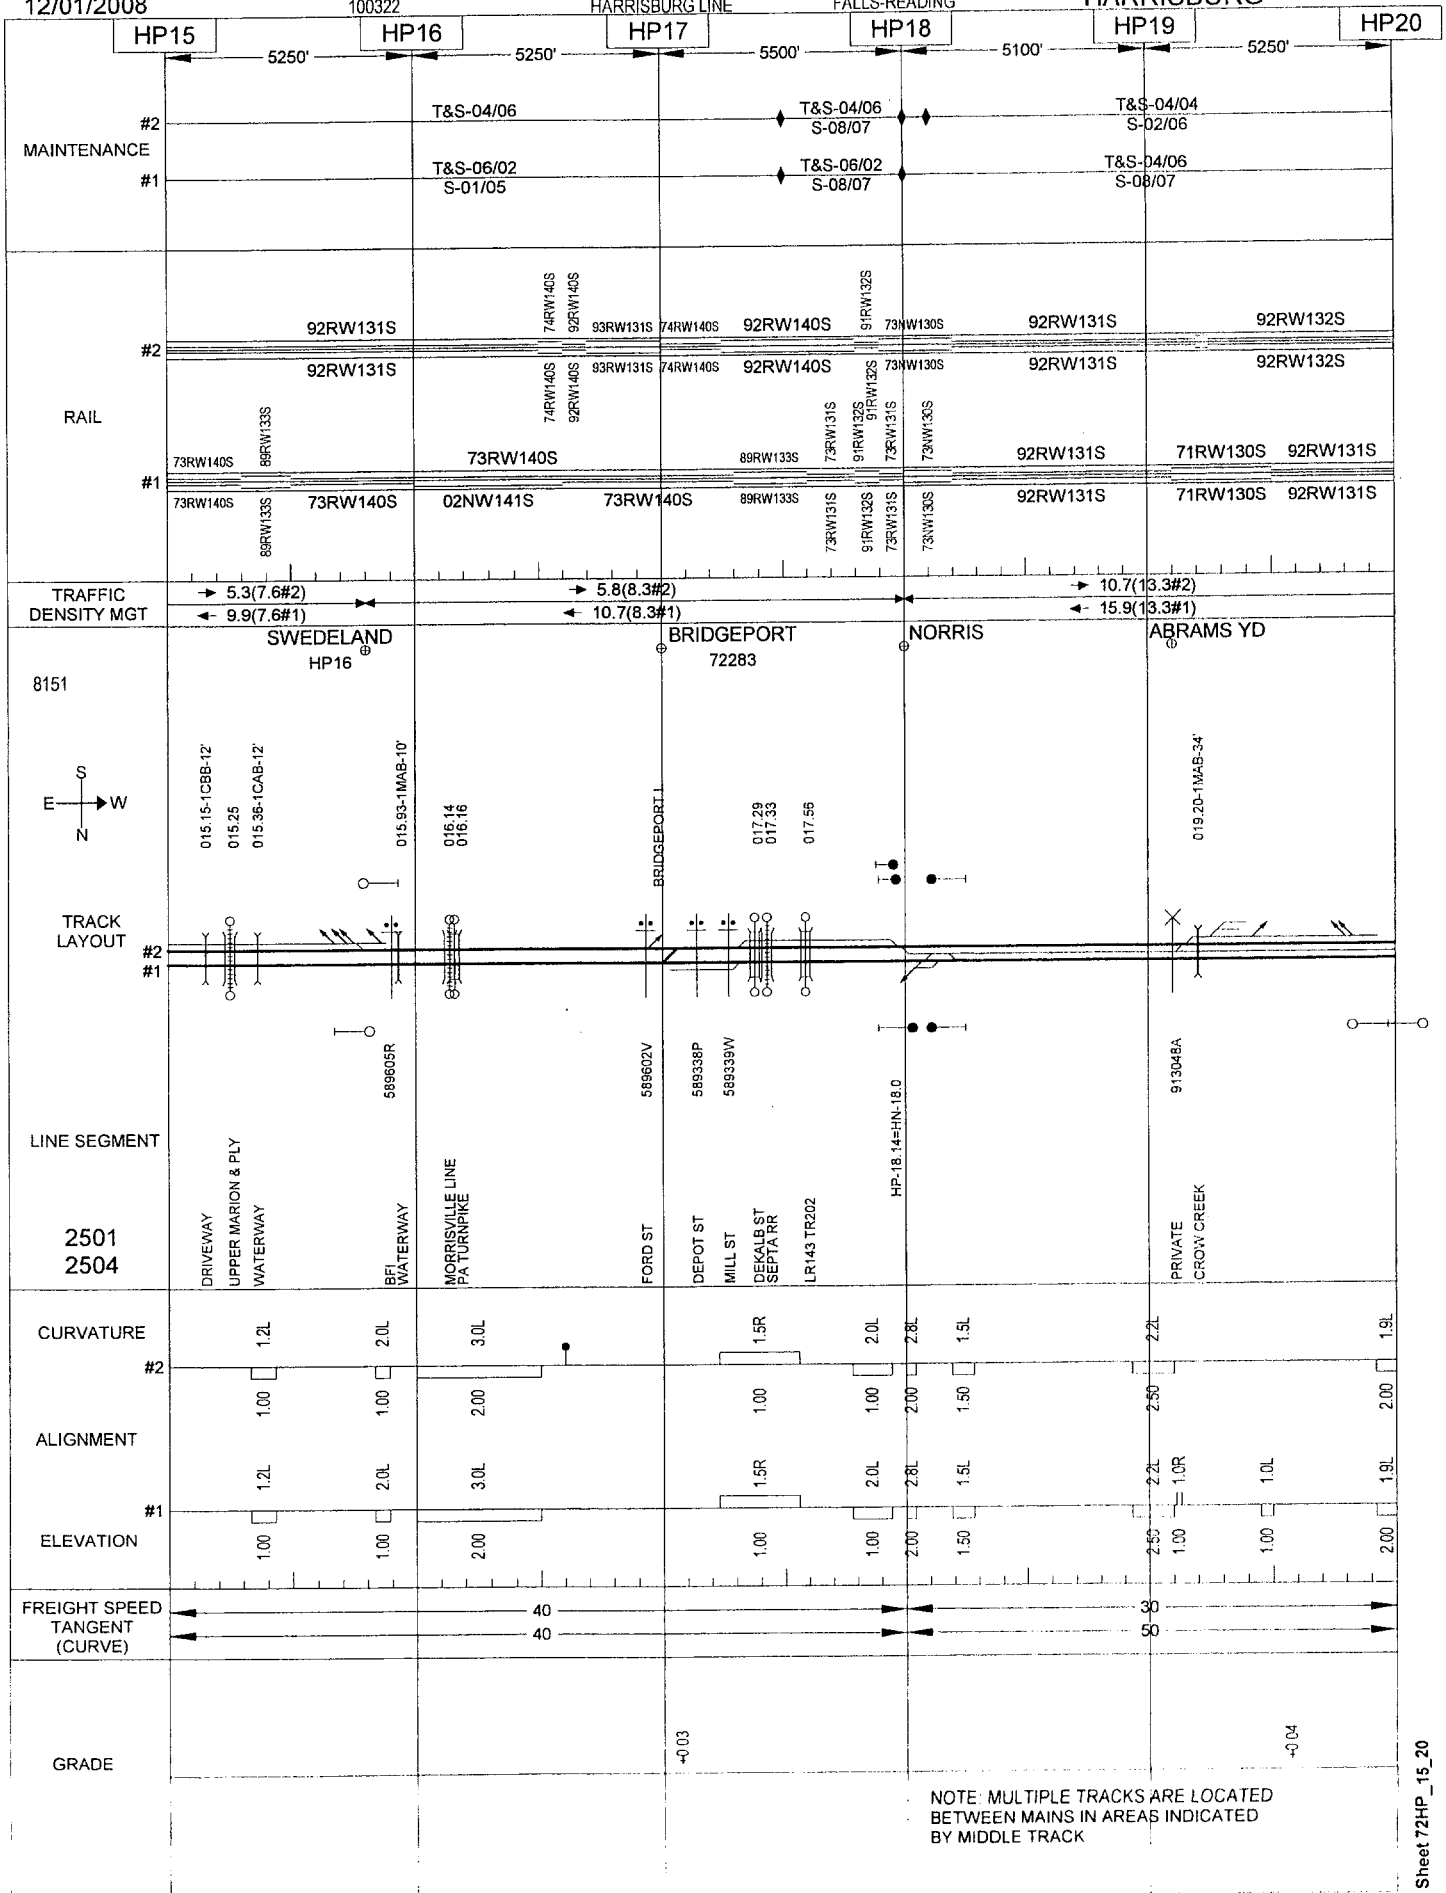 12/01/2008 100322 HARRISBURG LINE FALLS-READING HARRISBURG
HP15 HP16 HP17 HP18 HP19 HP20
5250' 5250' 5500' 5100' 5250'
MAINTENANCE
#2
T&S-04/06
T&S-04/06
S-08/07
T&S-04/04
S-02/06
#1
T&S-06/02
S-01/05
T&S-06/02
S-08/07
T&S-04/06
S-08/07
RAIL
74RW140S
92RW140S
91RW132S
92RW131S 93RW131S 74RW140S 92RW140S 73NW130S 92RW131S 92RW132S
#2
92RW131S 93RW131S 74RW140S 92RW140S 73NW130S 92RW131S 92RW132S
74RW140S
92RW140S
91RW132S
89RW133S
73RW131S
91RW132S
73RW131S
73NW130S
73RW140S 73RW140S 89RW133S 92RW131S 71RW130S 92RW131S
#1
73RW140S 73RW140S 02NW141S 73RW140S 89RW133S 92RW131S 71RW130S 92RW131S
89RW133S
73RW131S
91RW132S
73RW131S
73NW130S
TRAFFIC
DENSITY MGT
5.3(7.6#2) 5.8(8.3#2) 10.7(13.3#2)
9.9(7.6#1) 10.7(8.3#1) 15.9(13.3#1)
SWEDELAND
HP16
BRIDGEPORT
72283
NORRIS
ABRAMS YD
8151
S
E W
N
015.15-1CBB-12'
015.25
015.36-1CAB-12'
015.93-1MAB-10'
016.14
016.16
BRIDGEPORT I.
017.29
017.33
017.56
019.20-1MAB-34'
TRACK
LAYOUT
#2
#1
589605R
589602V
589338P
589339W
HP-18.14=HN-18.0
913048A
LINE SEGMENT
2501
2504
DRIVEWAY
UPPER MARION & PLY
WATERWAY
BFI
WATERWAY
MORRISVILLE LINE
PA TURNPIKE
FORD ST
DEPOT ST
MILL ST
DEKALB ST
SEPTA RR
LR143 TR202
PRIVATE
CROW CREEK
CURVATURE
1.2L 2.0L 3.0L 1.5R 2.0L 2.8L 1.5L 2.2L 1.9L
#2
1.00 1.00 2.00 1.00 1.00 2.00 1.50 2.50 2.00
ALIGNMENT
1.2L 2.0L 3.0L 1.5R 2.0L 2.8L 1.5L 2.2L 1.0R 1.0L 1.9L
#1
ELEVATION
1.00 1.00 2.00 1.00 1.00 2.00 1.50 2.50 1.00 1.00 2.00
FREIGHT SPEED
TANGENT
(CURVE)
40 30
40 50
GRADE
+0.03
+0.04
NOTE: MULTIPLE TRACKS ARE LOCATED
BETWEEN MAINS IN AREAS INDICATED
BY MIDDLE TRACK
Sheet 72HP_15_20